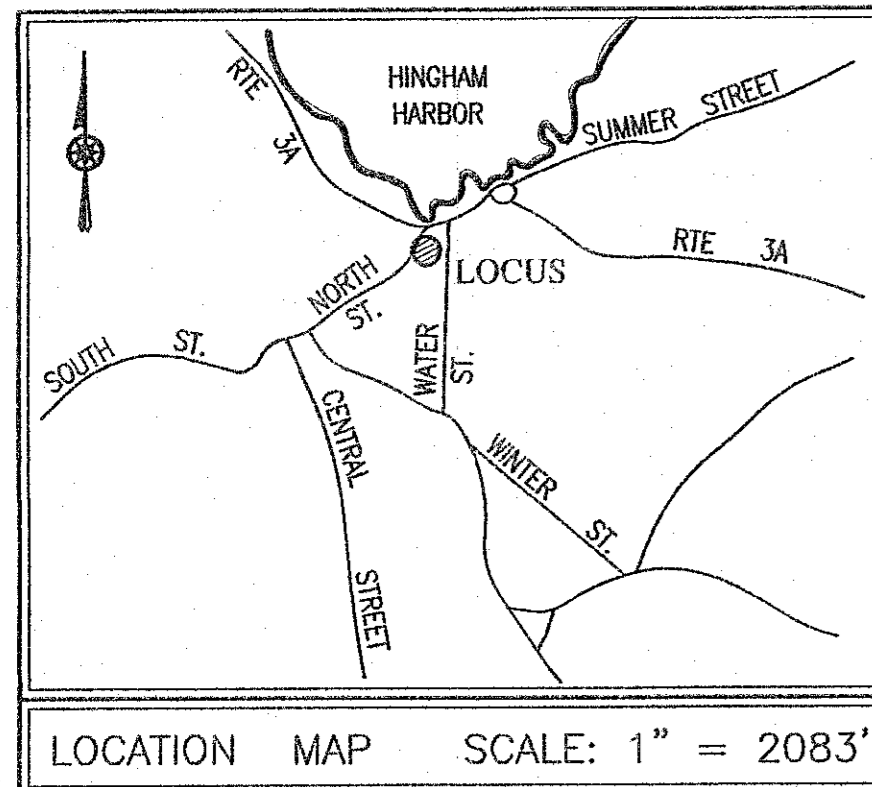 HINGHAM
HARBOR
RTE
3A
SUMMER STREET
RTE 3A
LOCUS
NORTH
ST.
SOUTH ST.
WATER
ST.
CENTRAL
STREET
WINTER
ST.
LOCATION MAP SCALE: 1" = 2083'